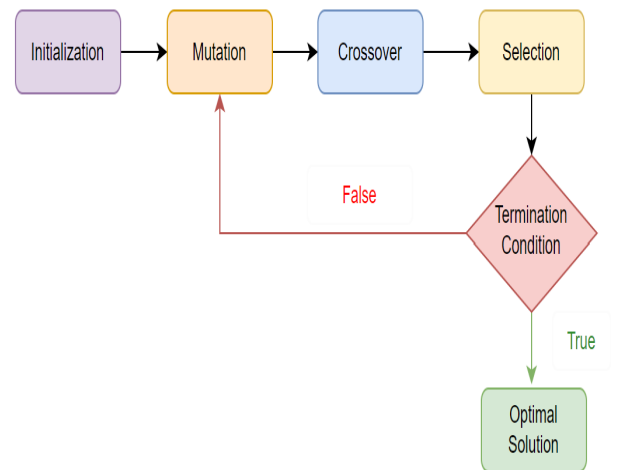 Initialization
Mutation
Crossover
Selection
False
Termination
Condition
True
Optimal
Solution